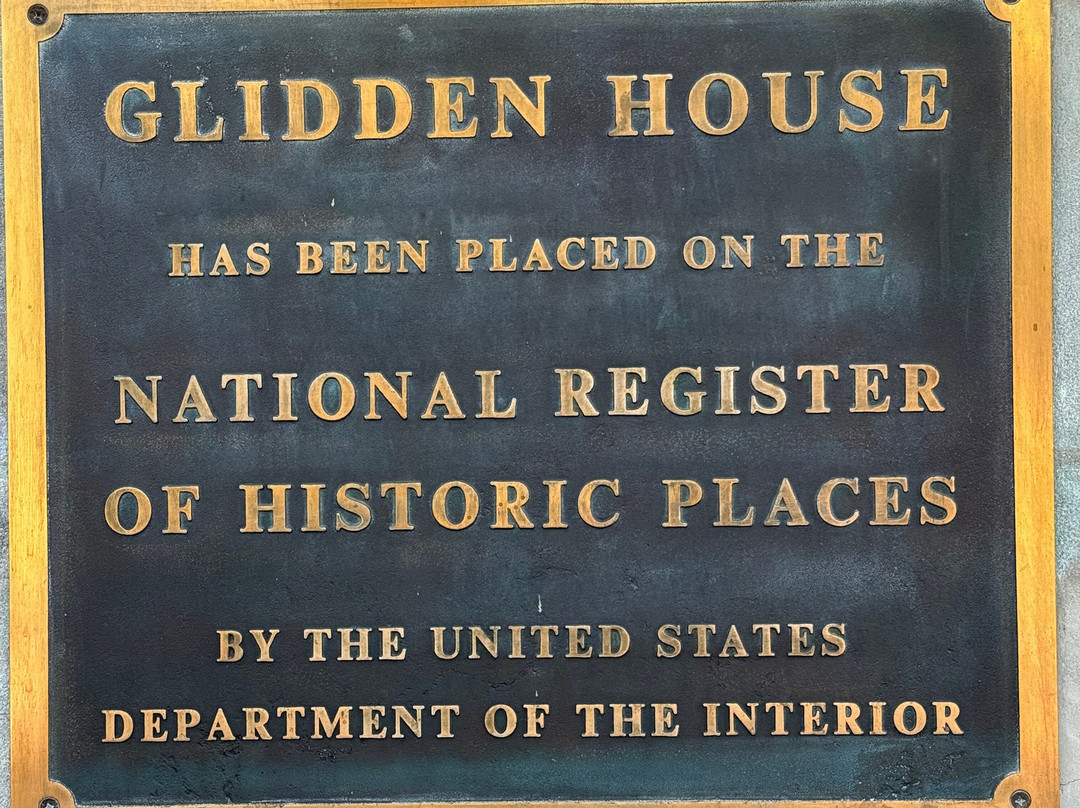 GLIDDEN HOUSE
HAS BEEN PLACED ON THE
NATIONAL REGISTER
OF HISTORIC PLACES
BY THE UNITED STATES
DEPARTMENT OF THE INTERIOR